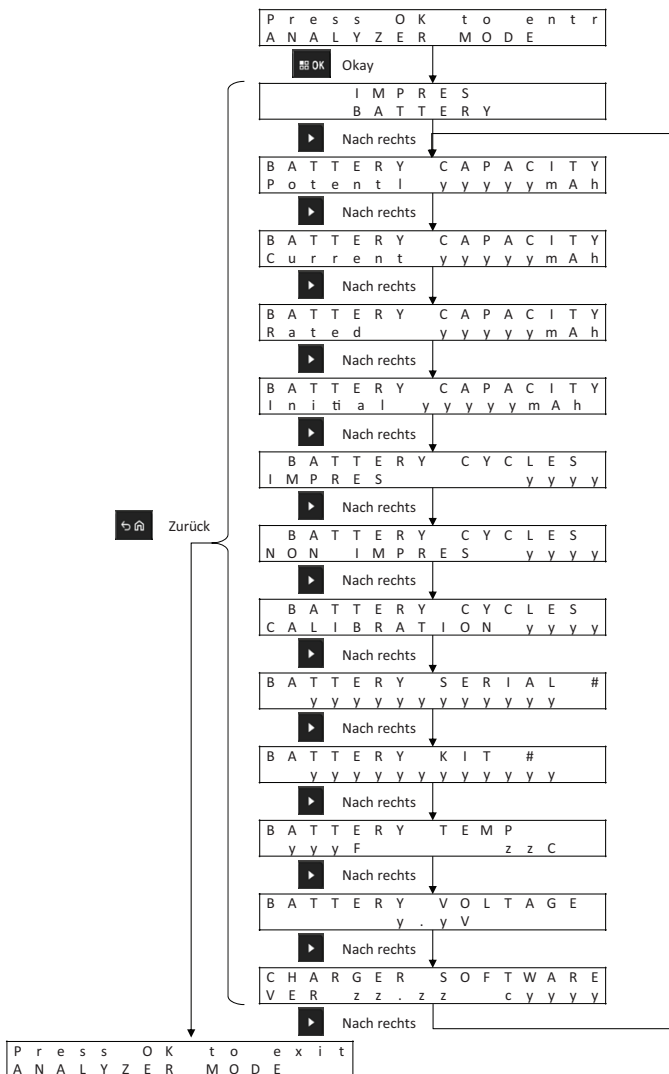 Press OK to entr
ANALYZER MODE
OK Okay
IMPRES
BATTERY
Nach rechts
BATTERY CAPACITY
Potentl yyyyymAh
Nach rechts
BATTERY CAPACITY
Current yyyyymAh
Nach rechts
BATTERY CAPACITY
Rated yyyyymAh
Nach rechts
BATTERY CAPACITY
Initial yyyyymAh
Nach rechts
BATTERY CYCLES
IMPRES yyyy
Nach rechts
Zurück
BATTERY CYCLES
NON IMPRES yyyy
Nach rechts
BATTERY CYCLES
CALIBRATION yyyy
Nach rechts
BATTERY SERIAL #
yyyyyyyyyyyy
Nach rechts
BATTERY KIT #
yyyyyyyyyyyy
Nach rechts
BATTERY TEMP
yyyF zzC
Nach rechts
BATTERY VOLTAGE
y.yV
Nach rechts
CHARGER SOFTWARE
VER zz.zz cyyyy
Nach rechts
Press OK to exit
ANALYZER MODE